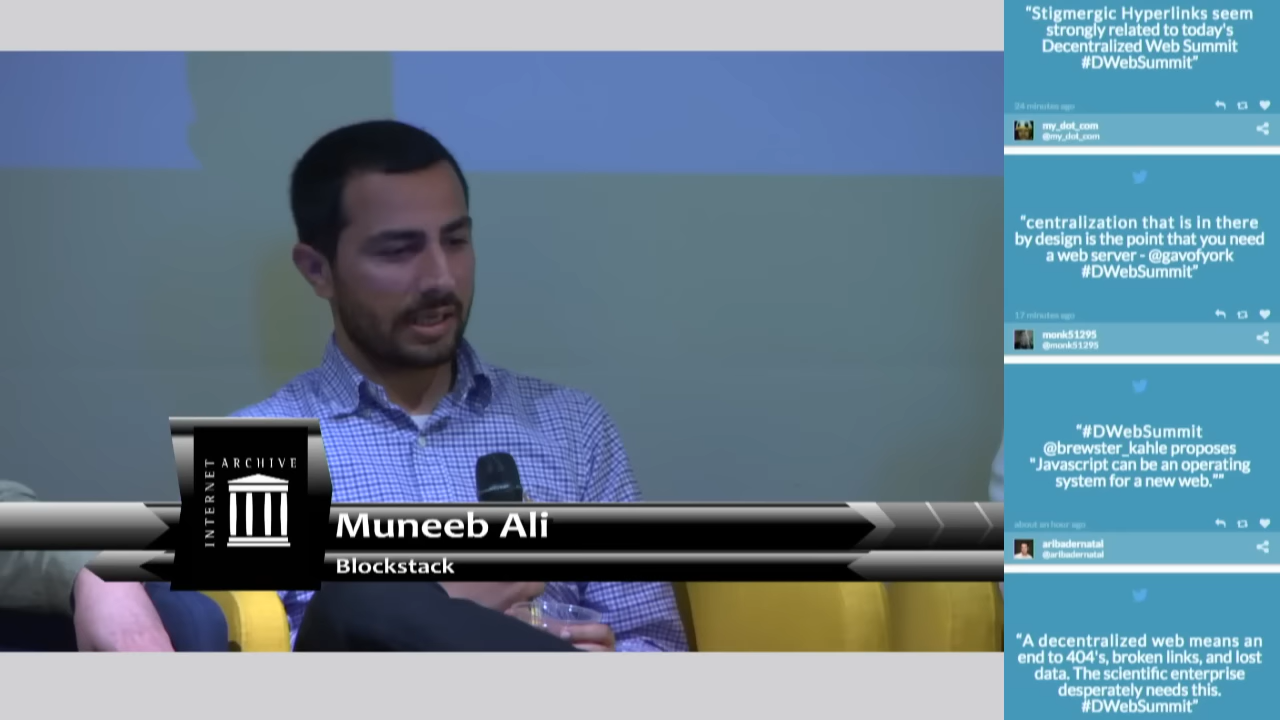 INTERNET
ARCHIVE
Muneeb Ali
Blockstack
“Stigmergic Hyperlinks seem
strongly related to today's
Decentralized Web Summit
#DWebSummit”
24 minutes ago
my_dot_com
@my_dot_com
“centralization that is in there
by design is the point that you need
a web server - @gavofyork
#DWebSummit”
17 minutes ago
monk51295
@monk51295
“#DWebSummit
@brewster_kahle proposes
"Javascript can be an operating
system for a new web."”
about an hour ago
aribadernatal
@aribadernatal
“A decentralized web means an
end to 404's, broken links, and lost
data. The scientific enterprise
desperately needs this.
#DWebSummit”